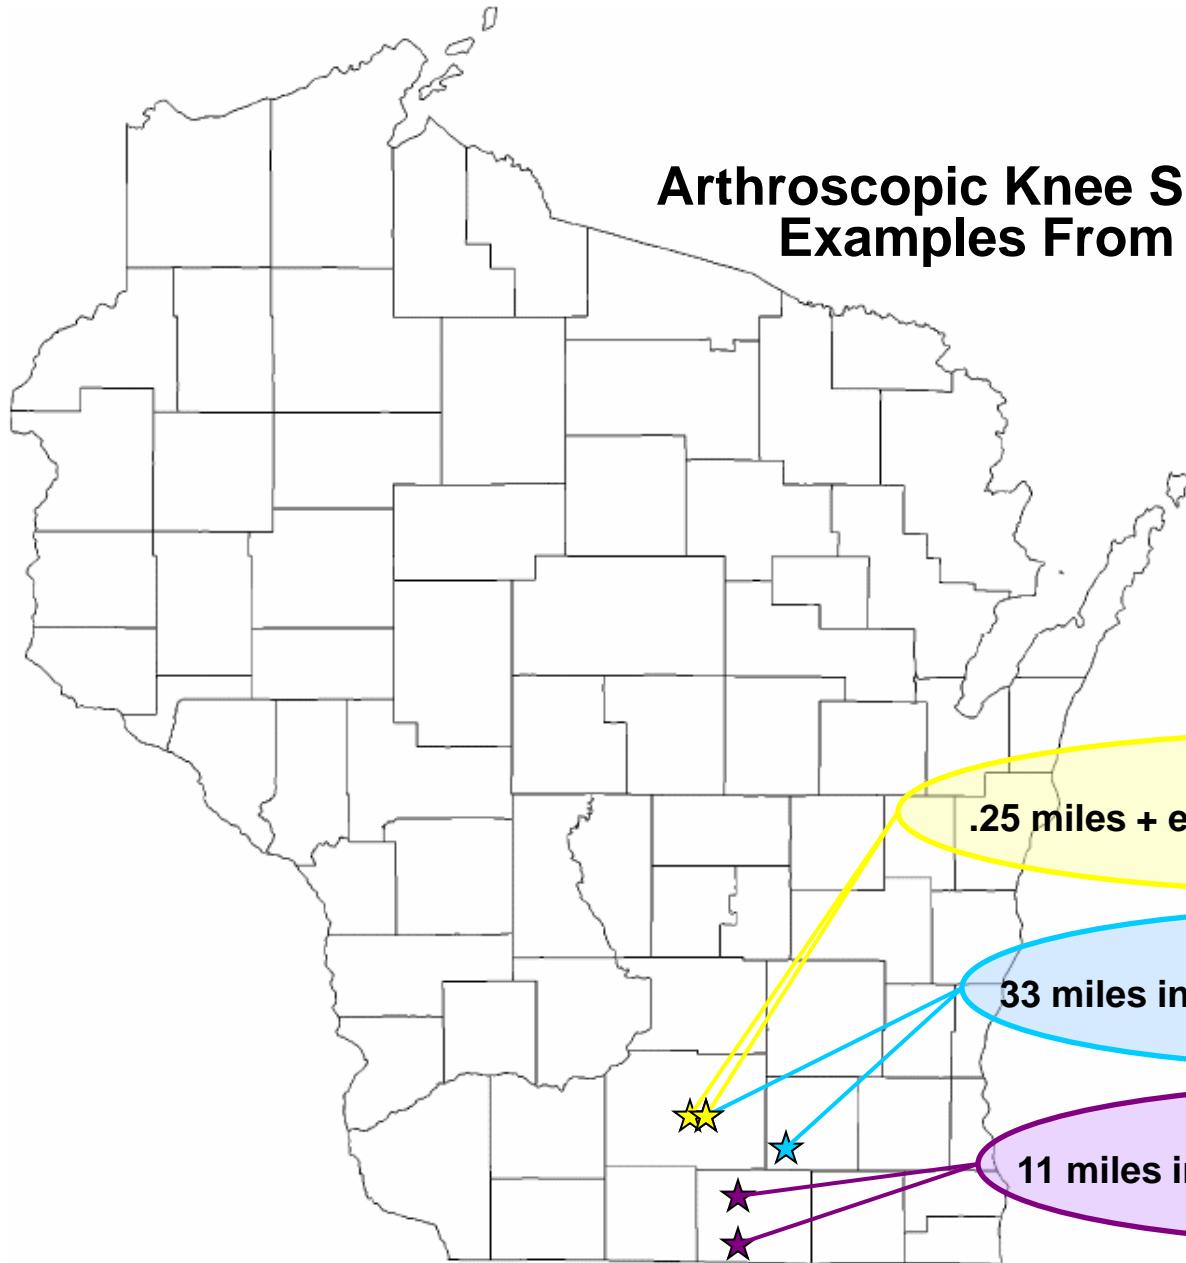 Arthroscopic Knee S
Examples From
.25 miles + e
33 miles in
11 miles in